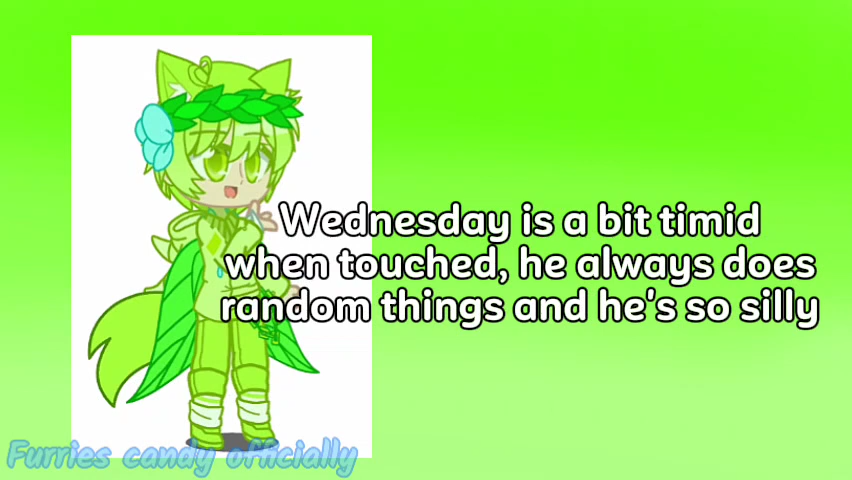 Wednesday is a bit timid
when touched, he always does
random things and he's so silly
Furries candy officially